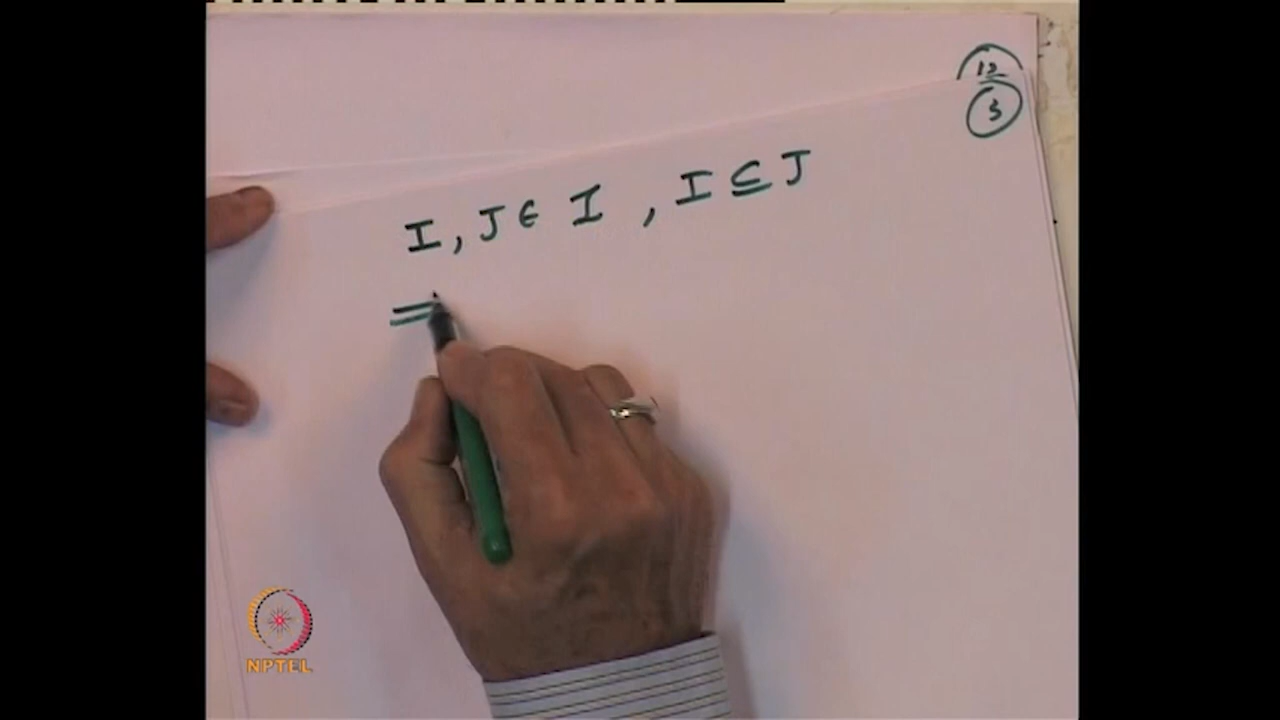 12
3
I, J ∈ I , I ⊆ J
=
NPTEL